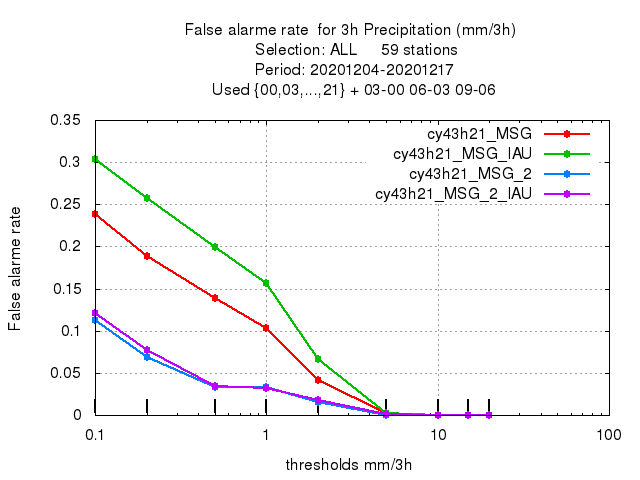 False alarme rate  for 3h Precipitation (mm/3h)
Selection: ALL     59 stations
Period: 20201204-20201217
Used {00,03,...,21} + 03-00 06-03 09-06
cy43h21_MSG
cy43h21_MSG_IAU
cy43h21_MSG_2
cy43h21_MSG_2_IAU
0.35
0.3
0.25
0.2
0.15
0.1
0.05
0
False alarme rate
0.1 1 10 100
thresholds mm/3h